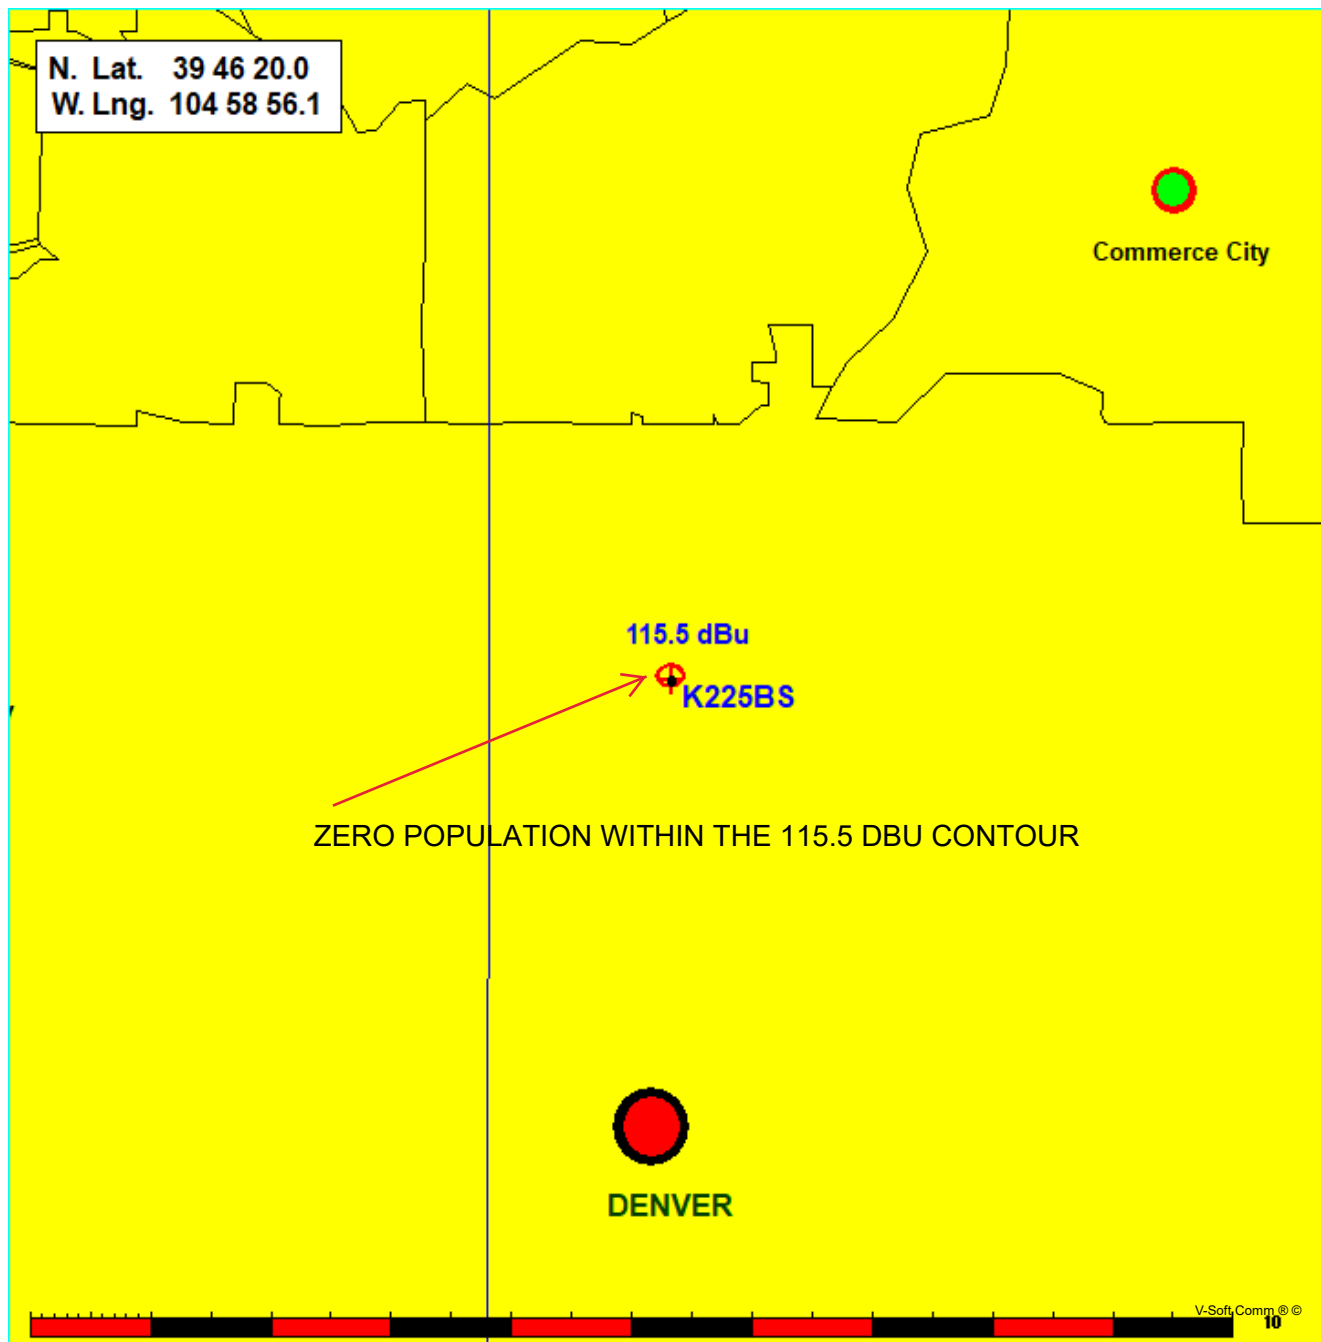 N. Lat. 39 46 20.0
W. Lng. 104 58 56.1
Commerce City
115.5 dBu
K225BS
ZERO POPULATION WITHIN THE 115.5 DBU CONTOUR
DENVER
V-Soft Comm ® ©
10